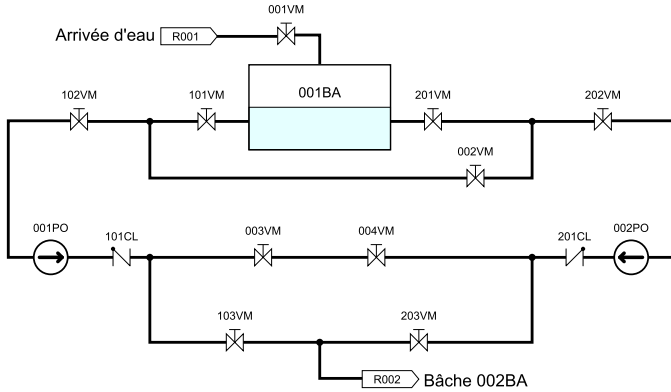 001VM
Arrivée d'eau R001
102VM 101VM 001BA 201VM 202VM
002VM
001PO 101CL 003VM 004VM 201CL 002PO
103VM 203VM
R002 Bâche 002BA